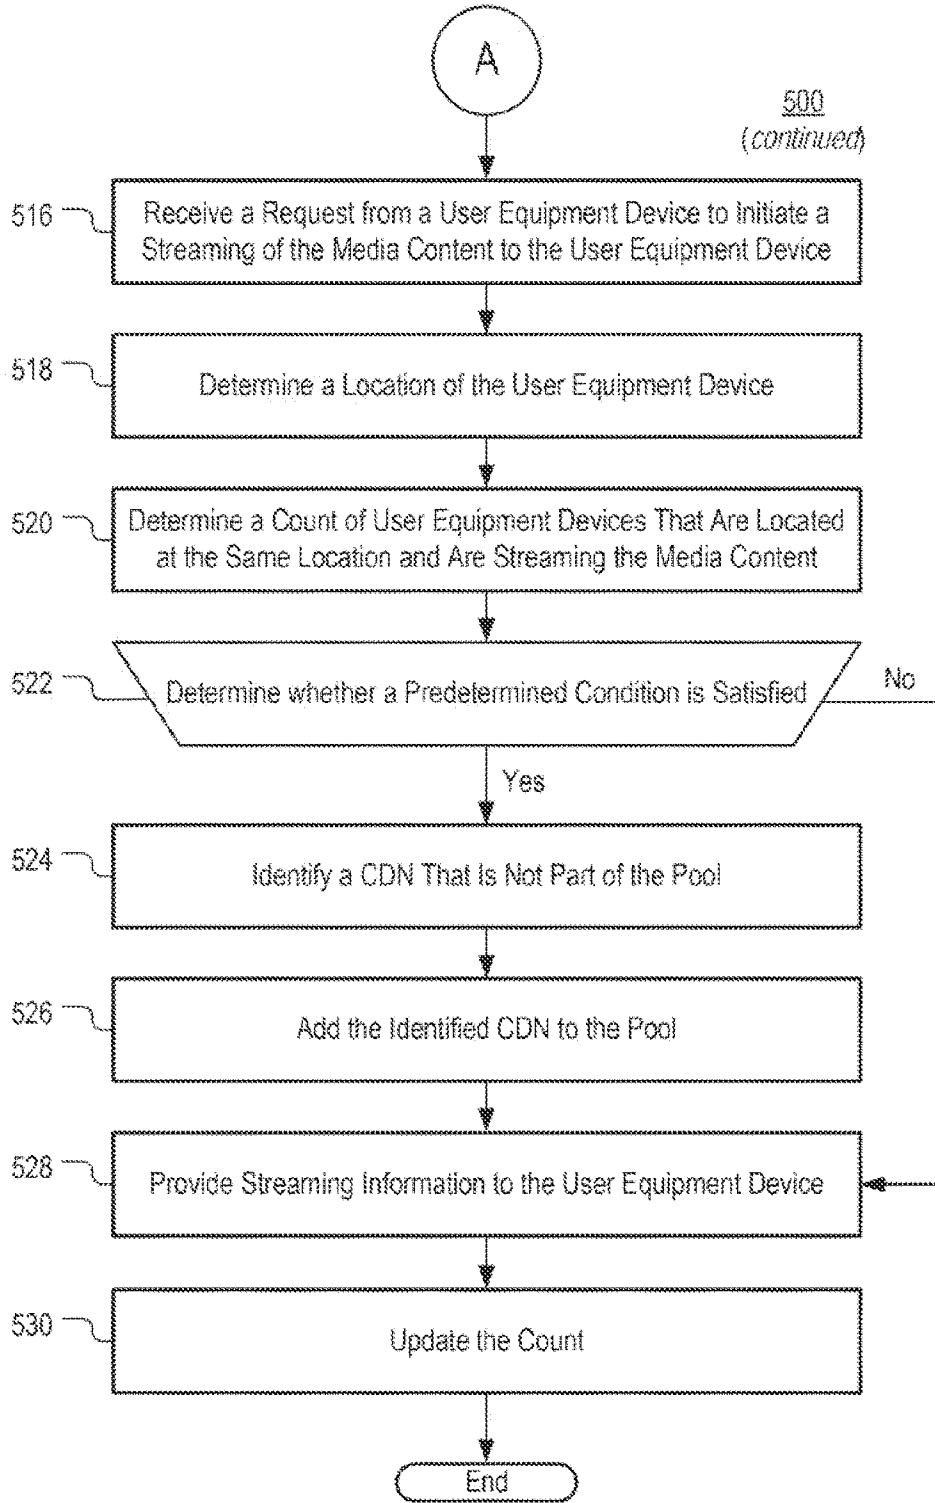 A
500
(continued)
516
Receive a Request from a User Equipment Device to Initiate a
Streaming of the Media Content to the User Equipment Device
518
Determine a Location of the User Equipment Device
520
Determine a Count of User Equipment Devices That Are Located
at the Same Location and Are Streaming the Media Content
522
Determine whether a Predetermined Condition is Satisfied
No
Yes
524
Identify a CDN That Is Not Part of the Pool
526
Add the Identified CDN to the Pool
528
Provide Streaming Information to the User Equipment Device
530
Update the Count
End